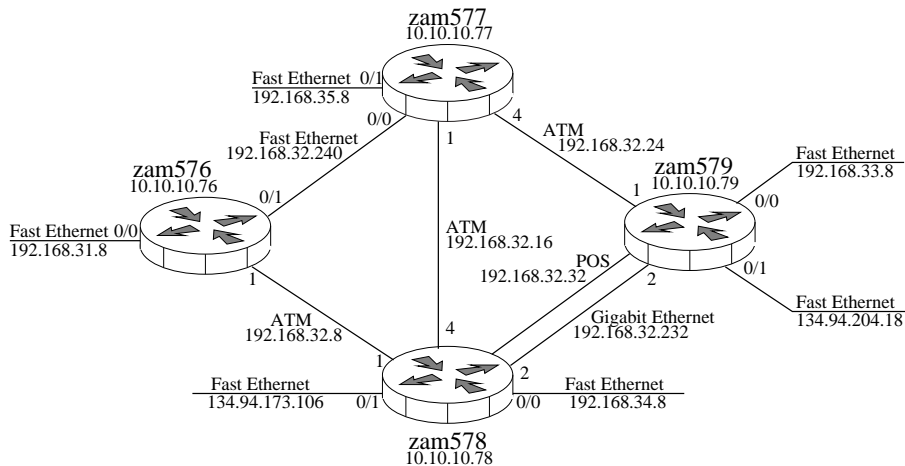 zam577
10.10.10.77
Fast Ethernet 0/1
192.168.35.8
0/0
1
4
Fast Ethernet
192.168.32.240
ATM
192.168.32.24
zam576
10.10.10.76
0/1
Fast Ethernet 0/0
192.168.31.8
1
zam579
10.10.10.79
1
0/0
Fast Ethernet
192.168.33.8
ATM
192.168.32.16
POS
192.168.32.32
2
0/1
Fast Ethernet
134.94.204.18
Gigabit Ethernet
192.168.32.232
ATM
192.168.32.8
4
1
2
Fast Ethernet
134.94.173.106
0/1
0/0
Fast Ethernet
192.168.34.8
zam578
10.10.10.78